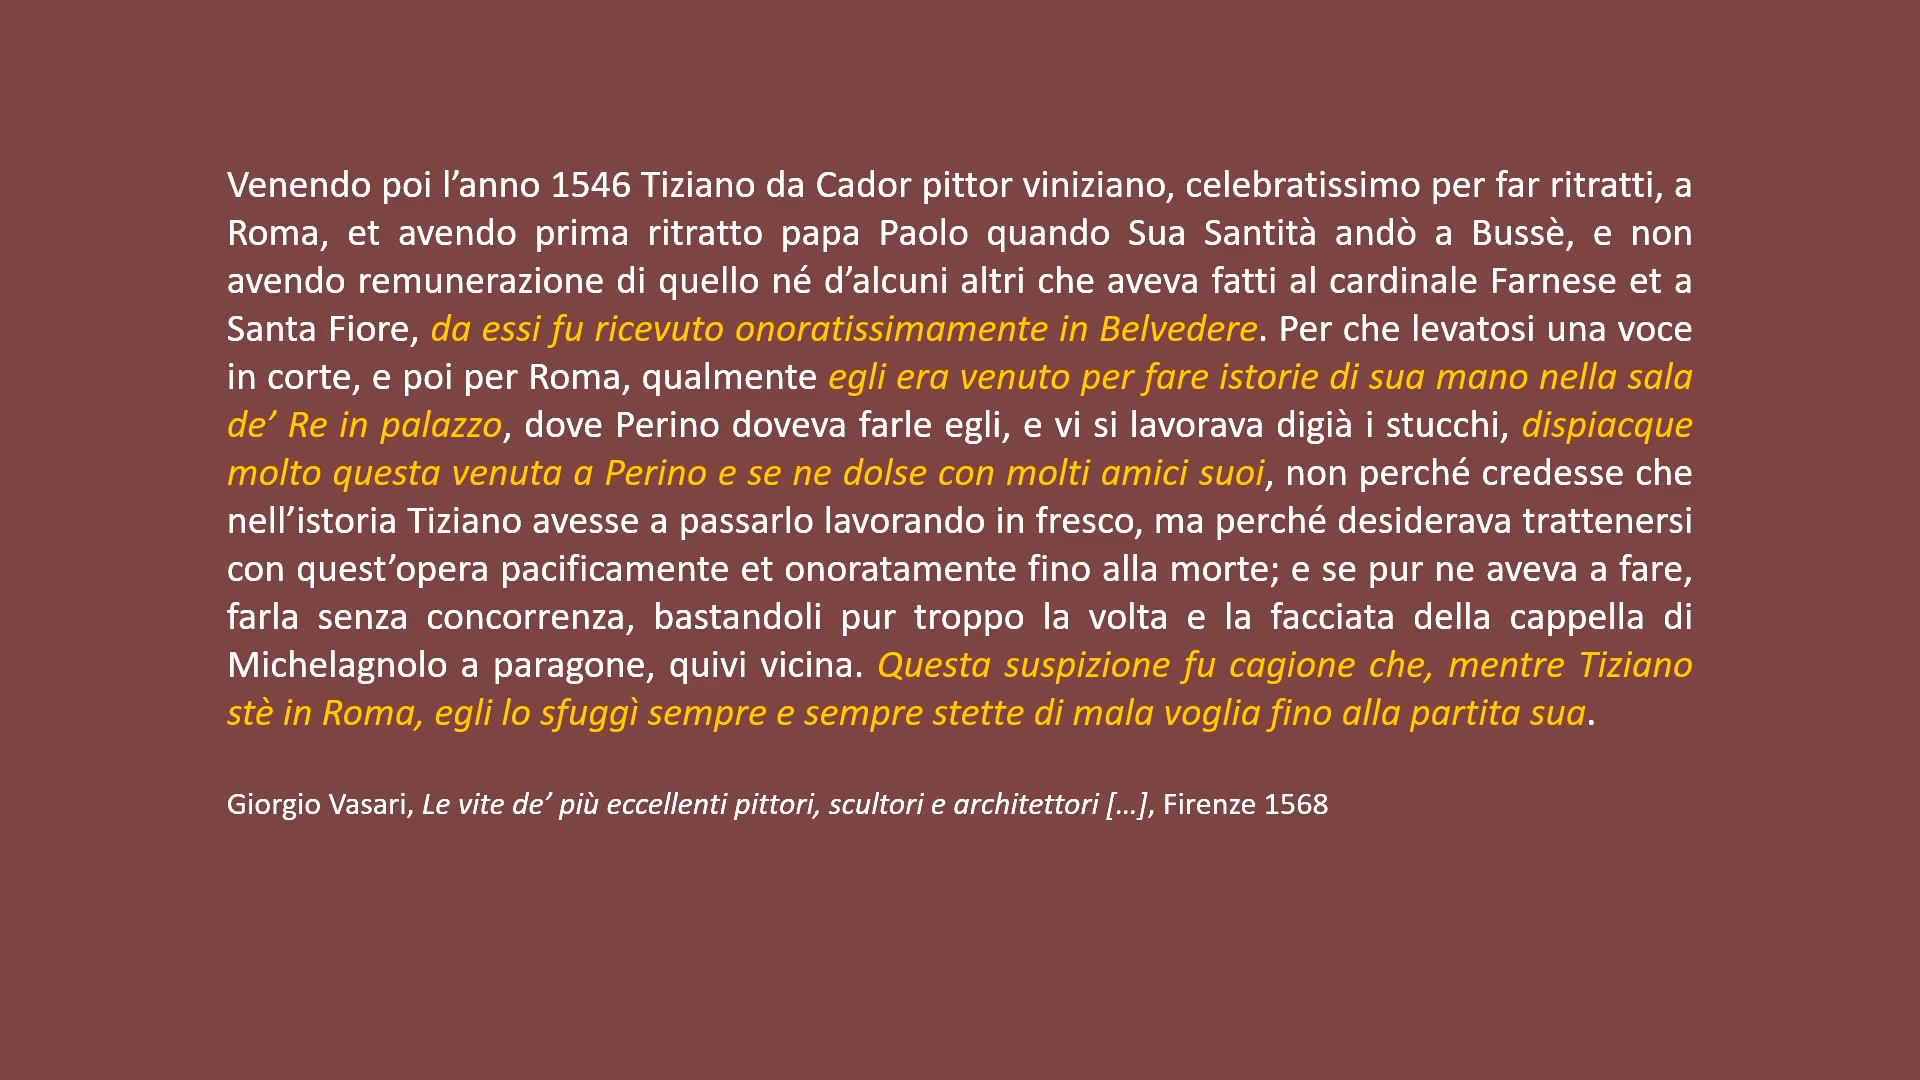 Venendo poi l’anno 1546 Tiziano da Cador pittor viniziano, celebratissimo per far ritratti, a
Roma, et avendo prima ritratto papa Paolo quando Sua Santità andò a Bussè, e non
avendo remunerazione di quello né d’alcuni altri che aveva fatti al cardinale Farnese et a
Santa Fiore, da essi fu ricevuto onoratissimamente in Belvedere. Per che levatosi una voce
in corte, e poi per Roma, qualmente egli era venuto per fare istorie di sua mano nella sala
de’ Re in palazzo, dove Perino doveva farle egli, e vi si lavorava digià i stucchi, dispiacque
molto questa venuta a Perino e se ne dolse con molti amici suoi, non perché credesse che
nell’istoria Tiziano avesse a passarlo lavorando in fresco, ma perché desiderava trattenersi
con quest’opera pacificamente et onoratamente fino alla morte; e se pur ne aveva a fare,
farla senza concorrenza, bastandoli pur troppo la volta e la facciata della cappella di
Michelagnolo a paragone, quivi vicina. Questa suspizione fu cagione che, mentre Tiziano
stè in Roma, egli lo sfuggì sempre e sempre stette di mala voglia fino alla partita sua.
Giorgio Vasari, Le vite de’ più eccellenti pittori, scultori e architettori [...], Firenze 1568